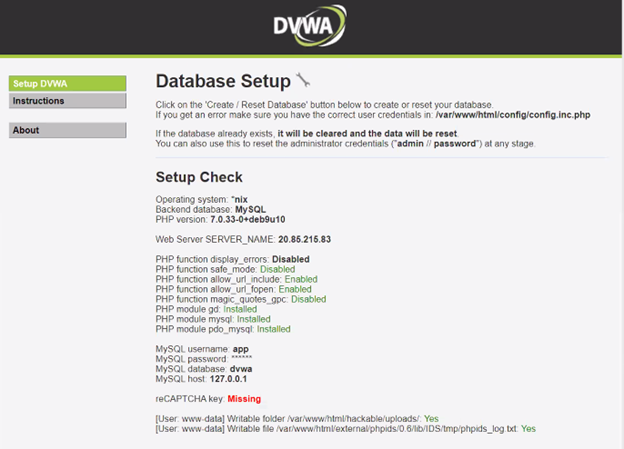 DVWA
Setup DVWA
Instructions
About
Database Setup
Click on the 'Create / Reset Database' button below to create or reset your database.
If you get an error make sure you have the correct user credentials in: /var/www/html/config/config.inc.php
If the database already exists, it will be cleared and the data will be reset.
You can also use this to reset the administrator credentials ("admin // password") at any stage.
Setup Check
Operating system: *nix
Backend database: MySQL
PHP version: 7.0.33-0+deb9u10
Web Server SERVER_NAME: 20.85.215.83
PHP function display_errors: Disabled
PHP function safe_mode: Disabled
PHP function allow_url_include: Enabled
PHP function allow_url_fopen: Enabled
PHP function magic_quotes_gpc: Disabled
PHP module gd: Installed
PHP module mysql: Installed
PHP module pdo_mysql: Installed
MySQL username: app
MySQL password: ******
MySQL database: dvwa
MySQL host: 127.0.0.1
reCAPTCHA key: Missing
[User: www-data] Writable folder /var/www/html/hackable/uploads/: Yes
[User: www-data] Writable file /var/www/html/external/phpids/0.6/lib/IDS/tmp/phpids_log.txt: Yes